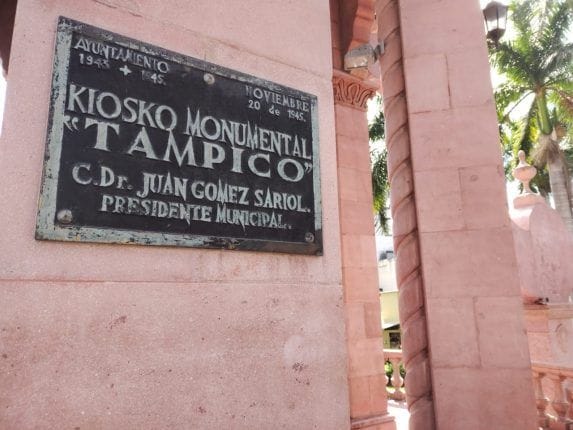 AYUNTAMIENTO
1943 + 1945.
NOVIEMBRE
20 de 1945.
KIOSKO MONUMENTAL
“TAMPICO”
C.Dr. JUAN GOMEZ SARIOL.
PRESIDENTE MUNICIPAL.